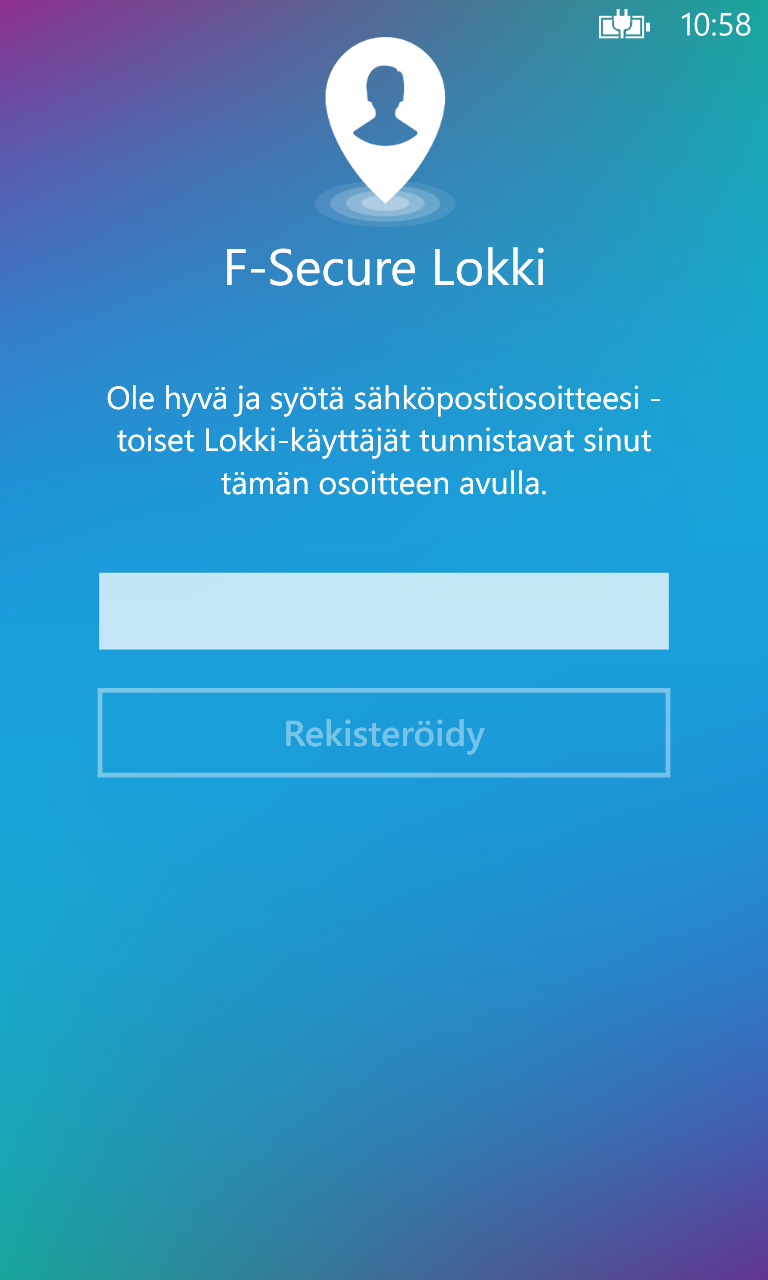 10:58
F-Secure Lokki
Ole hyvä ja syötä sähköpostiosoitteesi -
toiset Lokki-käyttäjät tunnistavat sinut
tämän osoitteen avulla.
Rekisteröidy